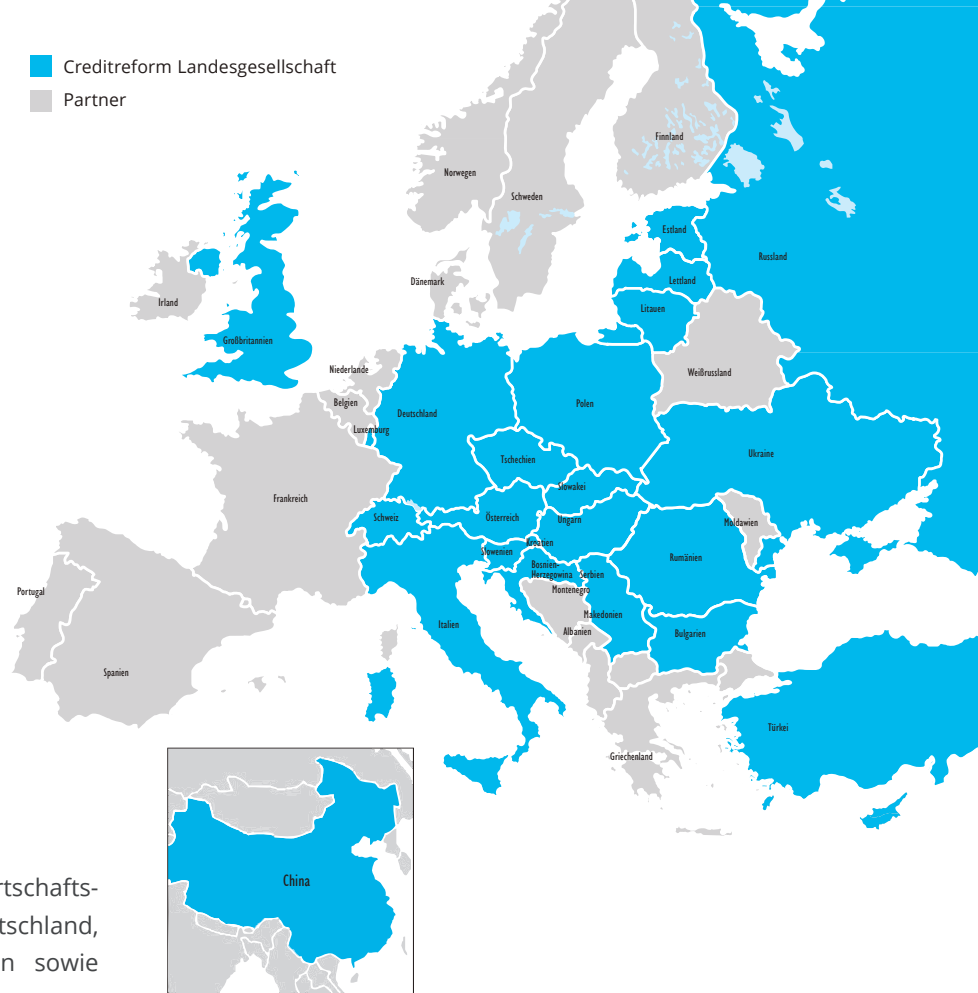 Creditreform Landesgesellschaft
Partner
Finnland
Norwegen
Schweden
Estland
Russland
Dänemark
Lettland
Irland
Litauen
Großbritannien
Niederlande
Weißrussland
Belgien
Deutschland
Polen
Luxemburg
Ukraine
Tschechien
Slowakei
Frankreich
Schweiz
Österreich
Ungarn
Moldawien
Kroatien
Slowenien
Rumänien
Bosnien-
Herzegowina
Serbien
Montenegro
Portugal
Makedonien
Italien
Albanien
Bulgarien
Spanien
Türkei
Griechenland
China
rtschafts-
tschland,
n sowie